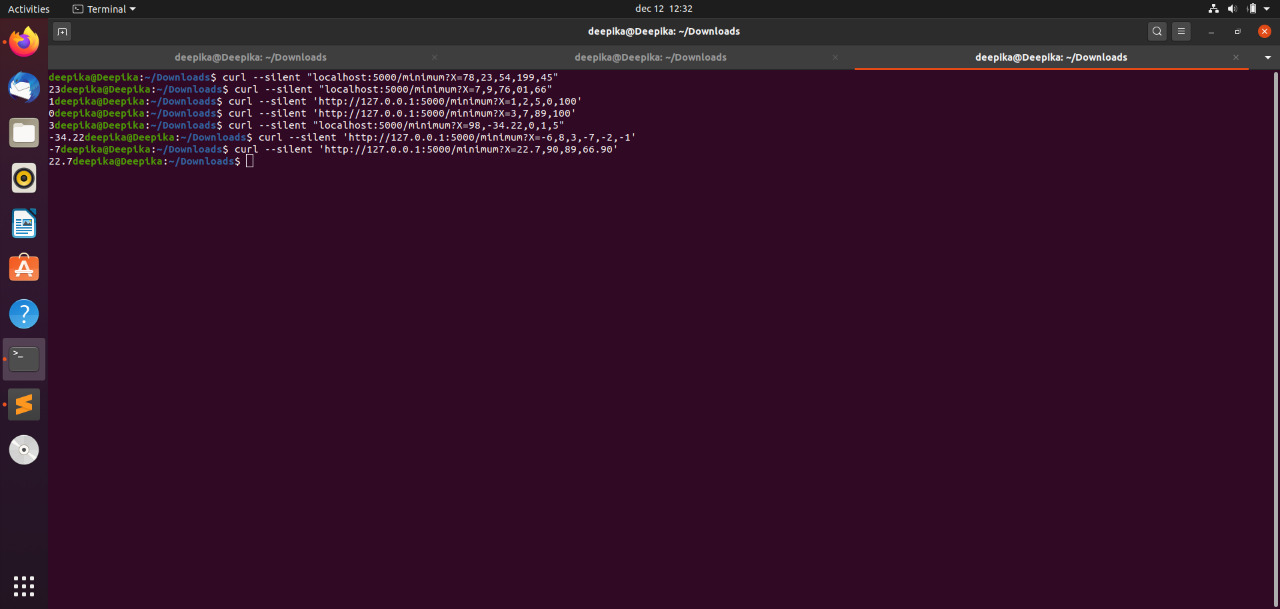 Activities Terminal dec 12 12:32
deepika@Deepika: ~/Downloads
deepika@Deepika: ~/Downloads deepika@Deepika: ~/Downloads deepika@Deepika: ~/Downloads
deepika@Deepika:~/Downloads$ curl --silent "localhost:5000/minimum?X=78,23,54,199,45"
23deepika@Deepika:~/Downloads$ curl --silent "localhost:5000/minimum?X=7,9,76,01,66"
1deepika@Deepika:~/Downloads$ curl --silent 'http://127.0.0.1:5000/minimum?X=1,2,5,0,100'
0deepika@Deepika:~/Downloads$ curl --silent 'http://127.0.0.1:5000/minimum?X=3,7,89,100'
3deepika@Deepika:~/Downloads$ curl --silent "localhost:5000/minimum?X=98,-34.22,0,1,5"
-34.22deepika@Deepika:~/Downloads$ curl --silent 'http://127.0.0.1:5000/minimum?X=-6,8,3,-7,-2,-1'
-7deepika@Deepika:~/Downloads$ curl --silent 'http://127.0.0.1:5000/minimum?X=22.7,90,89,66.90'
22.7deepika@Deepika:~/Downloads$